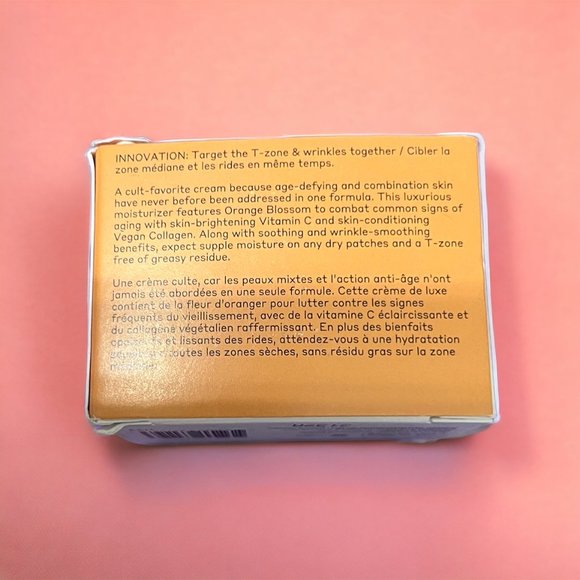 INNOVATION: Target the T-zone & wrinkles together / Cibler la
zone médiane et les rides en même temps.
A cult-favorite cream because age-defying and combination skin
have never before been addressed in one formula. This luxurious
moisturizer features Orange Blossom to combat common signs of
aging with skin-brightening Vitamin C and skin-conditioning
Vegan Collagen. Along with soothing and wrinkle-smoothing
benefits, expect supple moisture on any dry patches and a T-zone
free of greasy residue.
Une crème culte, car les peaux mixtes et l'action anti-âge n'ont
jamais été abordées en une seule formule. Cette crème de luxe
contient de la fleur d'oranger pour lutter contre les signes
fréquents du vieillissement, avec de la vitamine C éclaircissante et
du collagène végétalien raffermissant. En plus des bienfaits
et lissants des rides, attendez-vous à une hydratation
toutes les zones sèches, sans résidu gras sur la zone